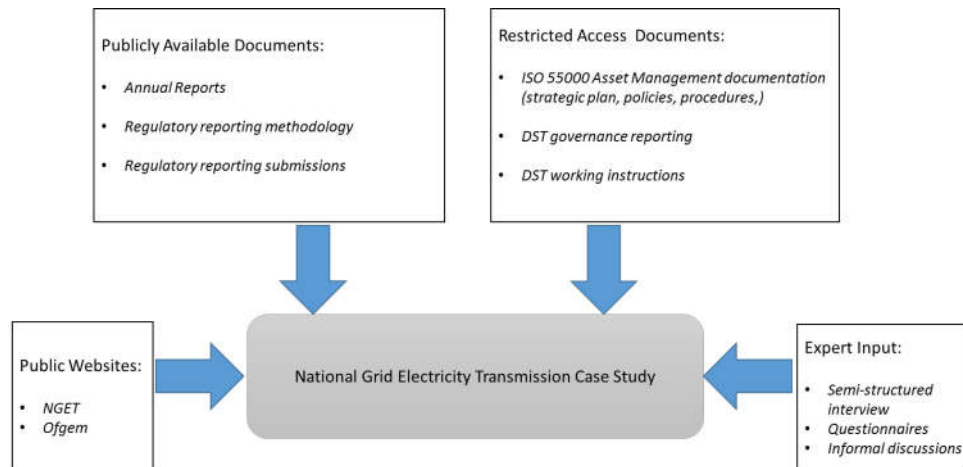 Publicly Available Documents:
• Annual Reports
• Regulatory reporting methodology
• Regulatory reporting submissions
Restricted Access  Documents:
• ISO 55000 Asset Management documentation
(strategic plan, policies, procedures,)
• DST governance reporting
• DST working instructions
Public Websites:
• NGET
• Ofgem
National Grid Electricity Transmission Case Study
Expert Input:
• Semi-structured
interview
• Questionnaires
• Informal discussions